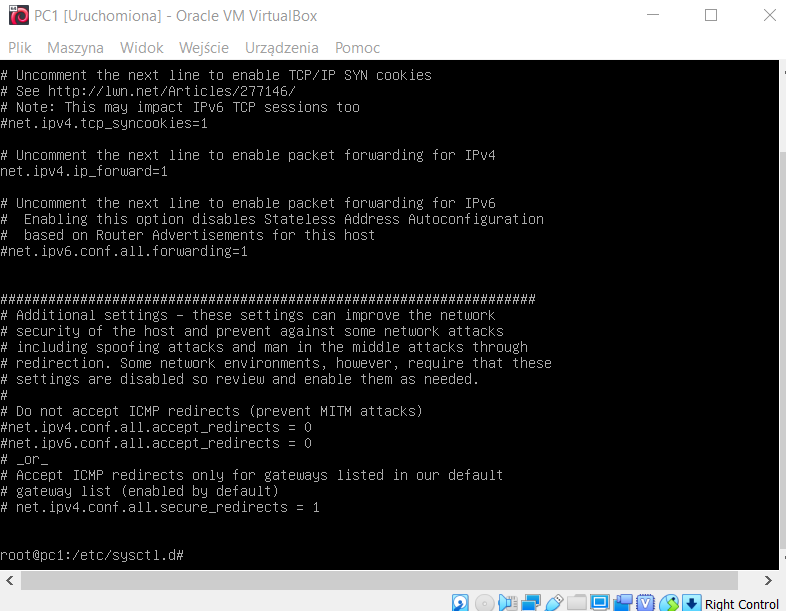 PC1 [Uruchomiona] - Oracle VM VirtualBox
Plik Maszyna Widok Wejście Urządzenia Pomoc
# Uncomment the next line to enable TCP/IP SYN cookies
# See http://lwn.net/Articles/277146/
# Note: This may impact IPv6 TCP sessions too
#net.ipv4.tcp_syncookies=1
# Uncomment the next line to enable packet forwarding for IPv4
net.ipv4.ip_forward=1
# Uncomment the next line to enable packet forwarding for IPv6
#  Enabling this option disables Stateless Address Autoconfiguration
#  based on Router Advertisements for this host
#net.ipv6.conf.all.forwarding=1
###################################################################
# Additional settings - these settings can improve the network
# security of the host and prevent against some network attacks
# including spoofing attacks and man in the middle attacks through
# redirection. Some network environments, however, require that these
# settings are disabled so review and enable them as needed.
#
# Do not accept ICMP redirects (prevent MITM attacks)
#net.ipv4.conf.all.accept_redirects = 0
#net.ipv6.conf.all.accept_redirects = 0
# _or_
# Accept ICMP redirects only for gateways listed in our default
# gateway list (enabled by default)
# net.ipv4.conf.all.secure_redirects = 1
root@pc1:/etc/sysctl.d#
Right Control